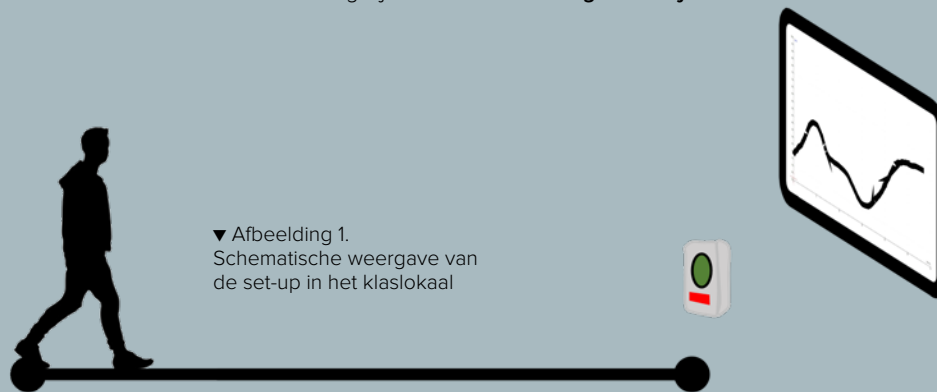 ▼ Afbeelding 1.
Schematische weergave van
de set-up in het klaslokaal